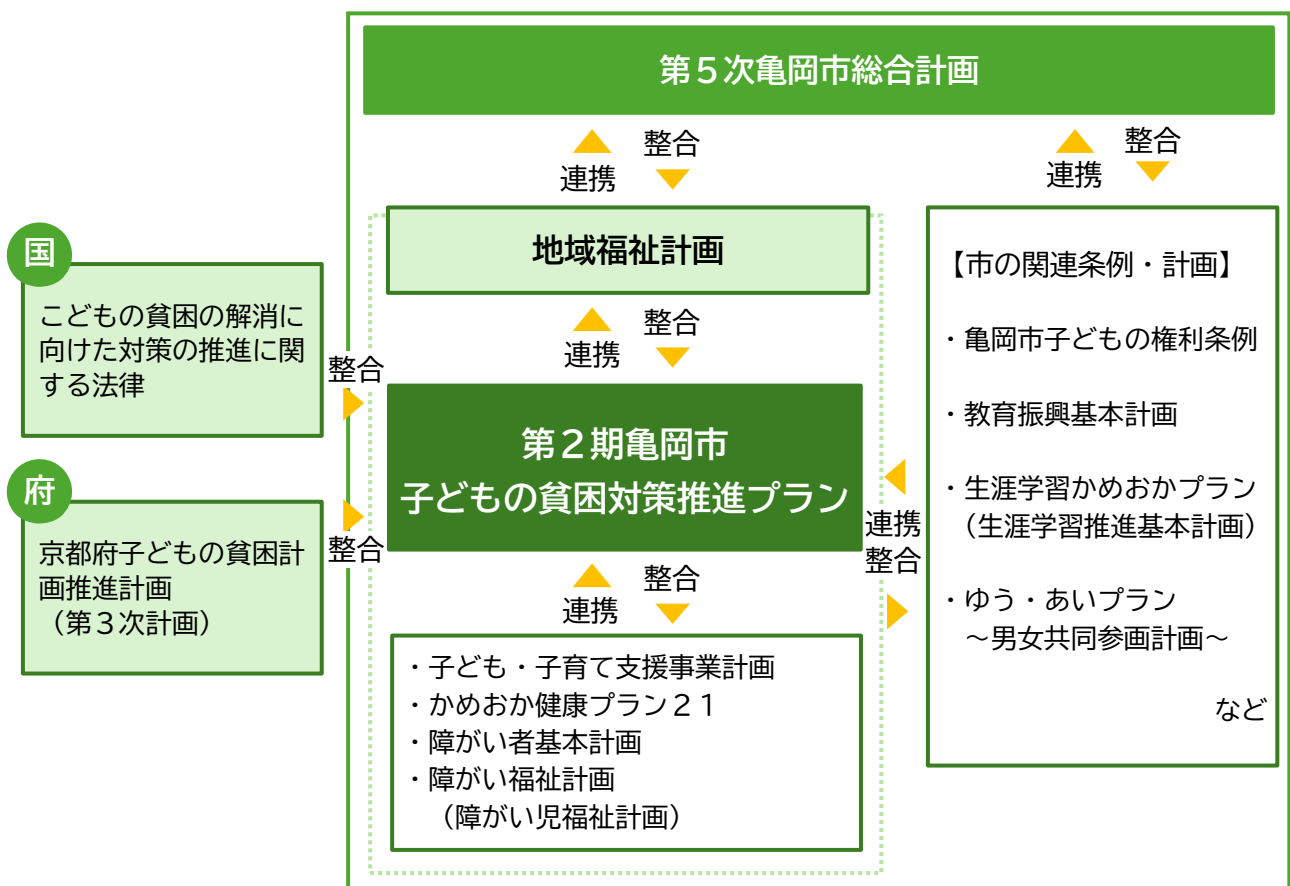 第５次亀岡市総合計画
整合
連携
整合
連携
地域福祉計画
整合
連携
国
こどもの貧困の解消に
向けた対策の推進に関
する法律
整合
府
京都府子どもの貧困計
画推進計画
（第３次計画）
整合
第２期亀岡市
子どもの貧困対策推進プラン
連携
整合
整合
連携
・子ども・子育て支援事業計画
・かめおか健康プラン２１
・障がい者基本計画
・障がい福祉計画
（障がい児福祉計画）
【市の関連条例・計画】
・亀岡市子どもの権利条例
・教育振興基本計画
・生涯学習かめおかプラン
（生涯学習推進基本計画）
・ゆう・あいプラン
～男女共同参画計画～
など